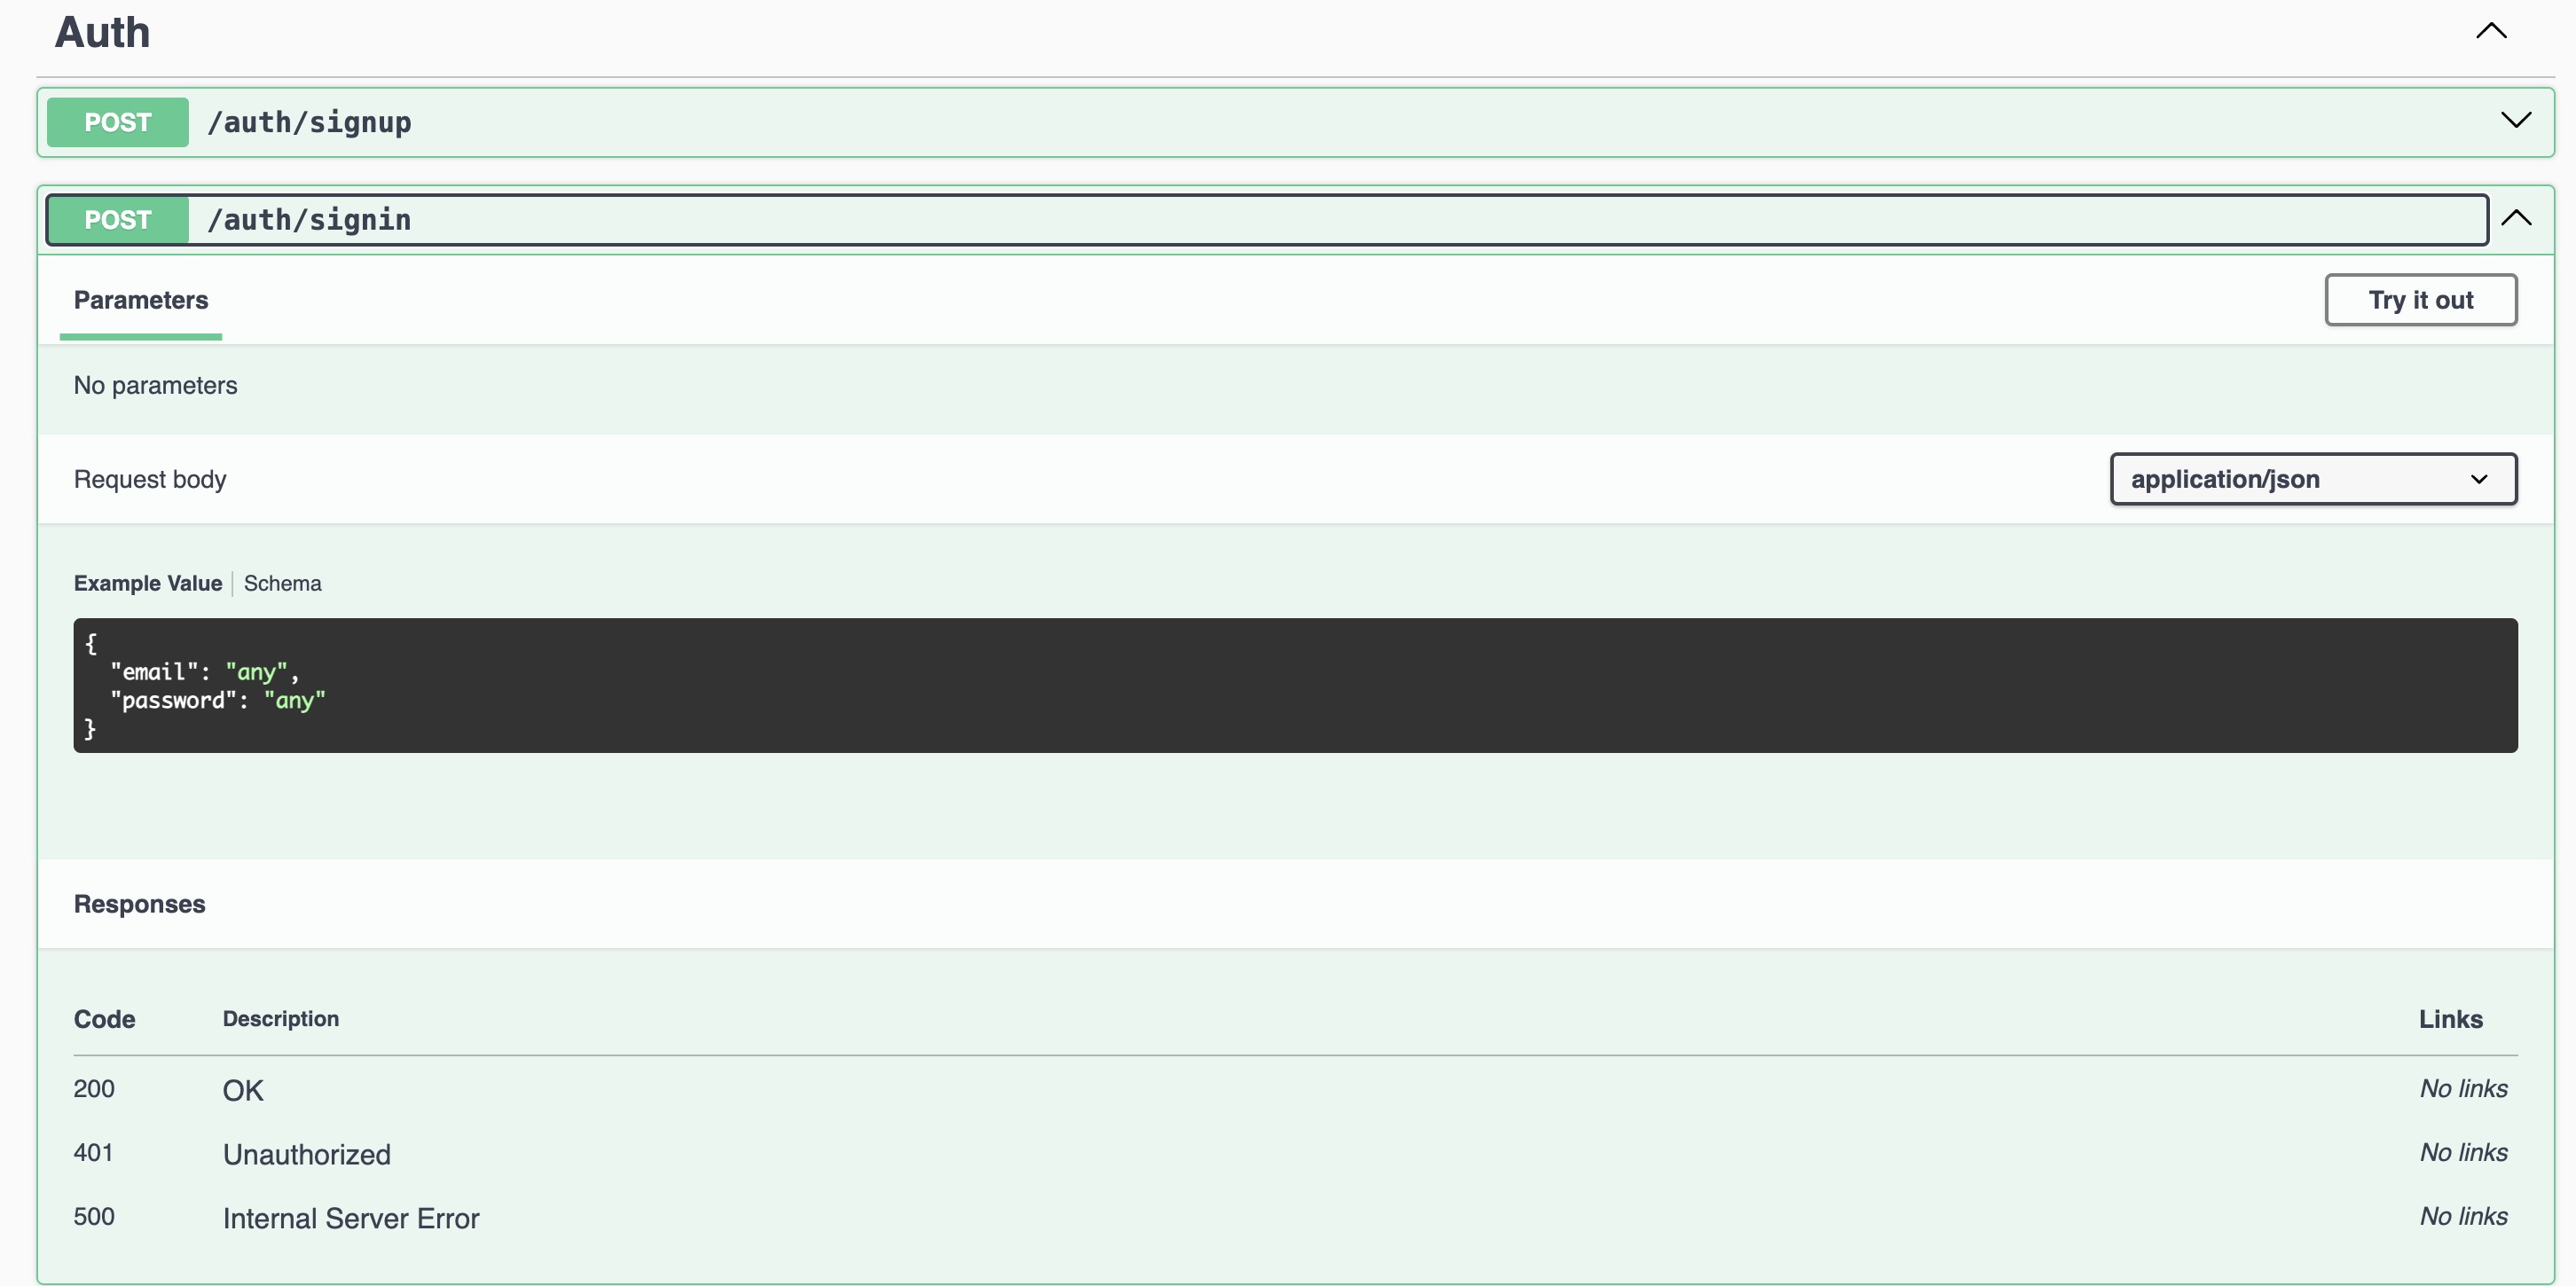 Auth
POST /auth/signup
POST /auth/signin
Parameters Try it out
No parameters
Request body application/json
Example Value Schema
{
"email": "any",
"password": "any"
}
Responses
Code Description Links
200 OK No links
401 Unauthorized No links
500 Internal Server Error No links